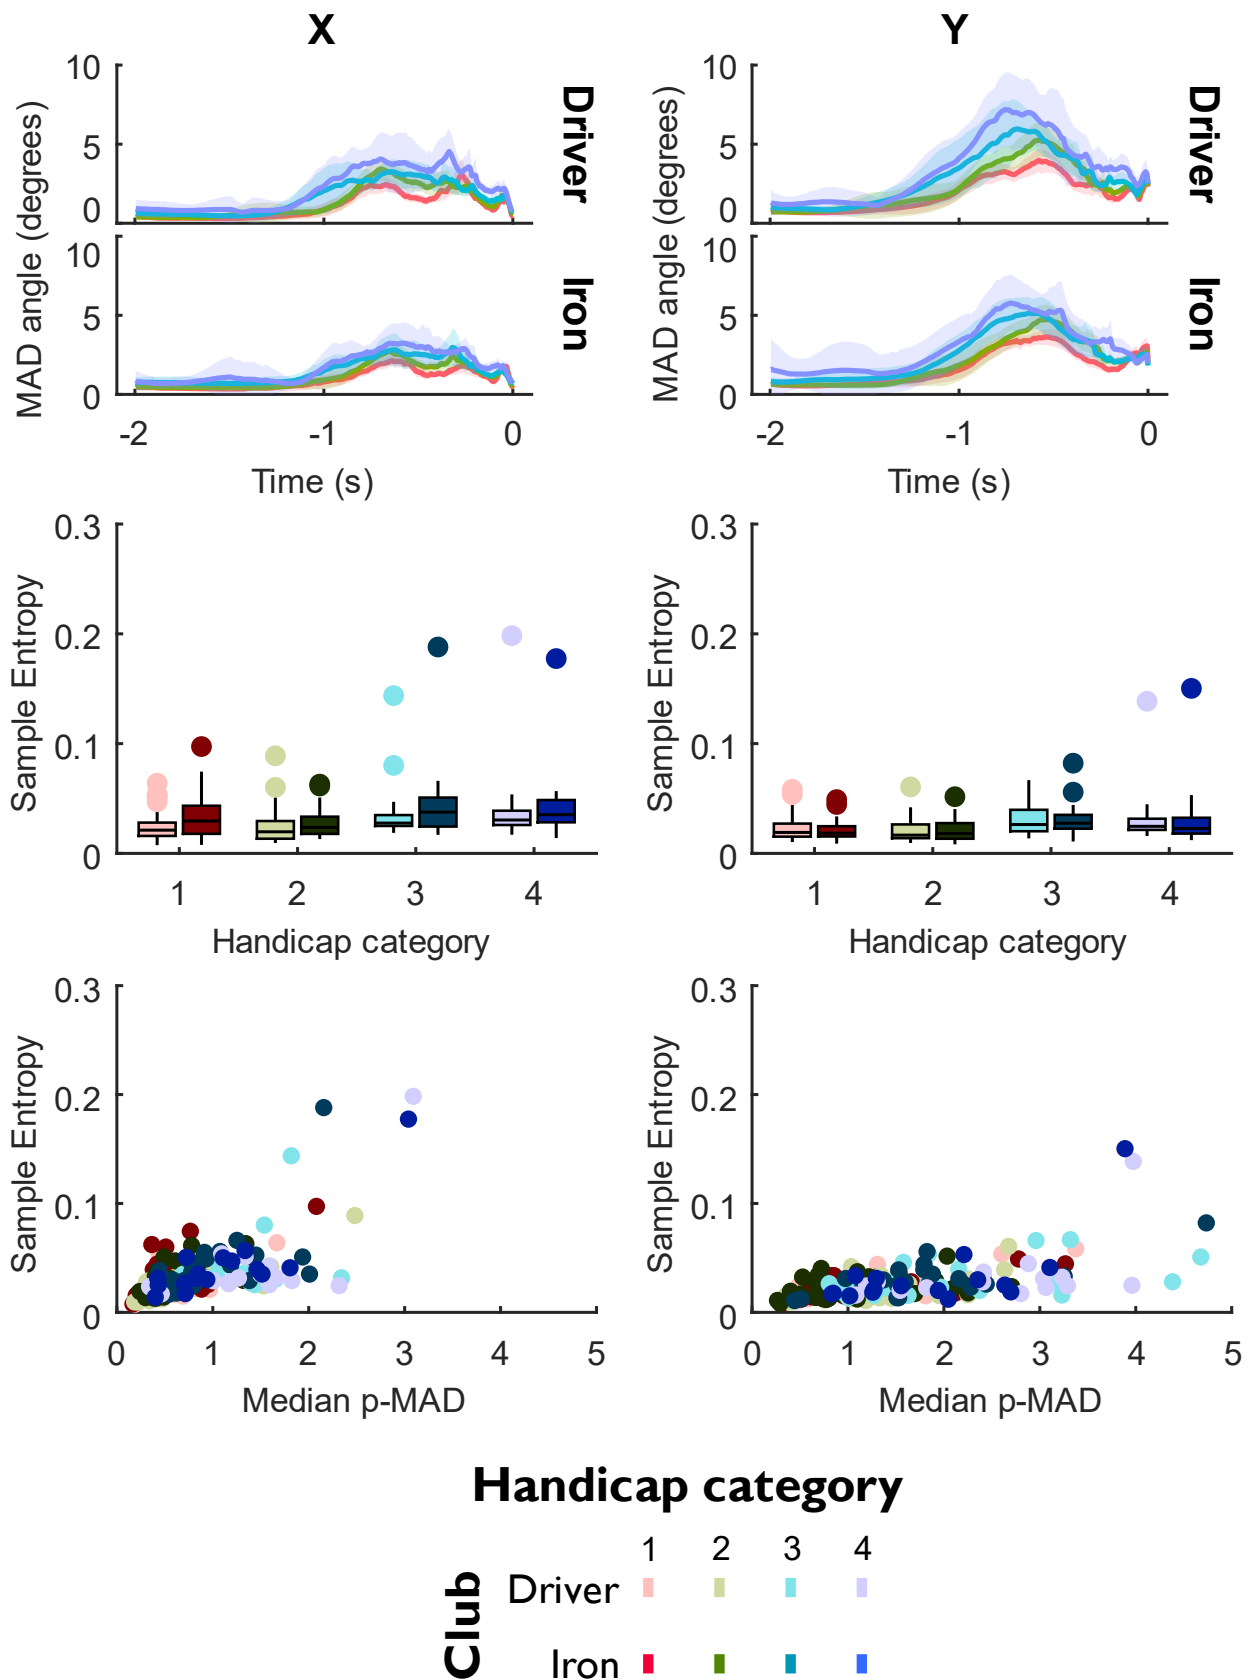 X
Y
10
5
0
MAD angle (degrees)
Driver
10
5
0
MAD angle (degrees)
Driver
10
5
0
Iron
-2
-1
0
Time (s)
10
5
0
Iron
-2
-1
0
Time (s)
0.3
0.2
0.1
0
Sample Entropy
1
2
3
4
Handicap category
0.3
0.2
0.1
0
Sample Entropy
1
2
3
4
Handicap category
0.3
0.2
0.1
0
Sample Entropy
0
1
2
3
4
5
Median p-MAD
0.3
0.2
0.1
0
Sample Entropy
0
1
2
3
4
5
Median p-MAD
Handicap category
1 2 3 4
Club
Driver
Iron